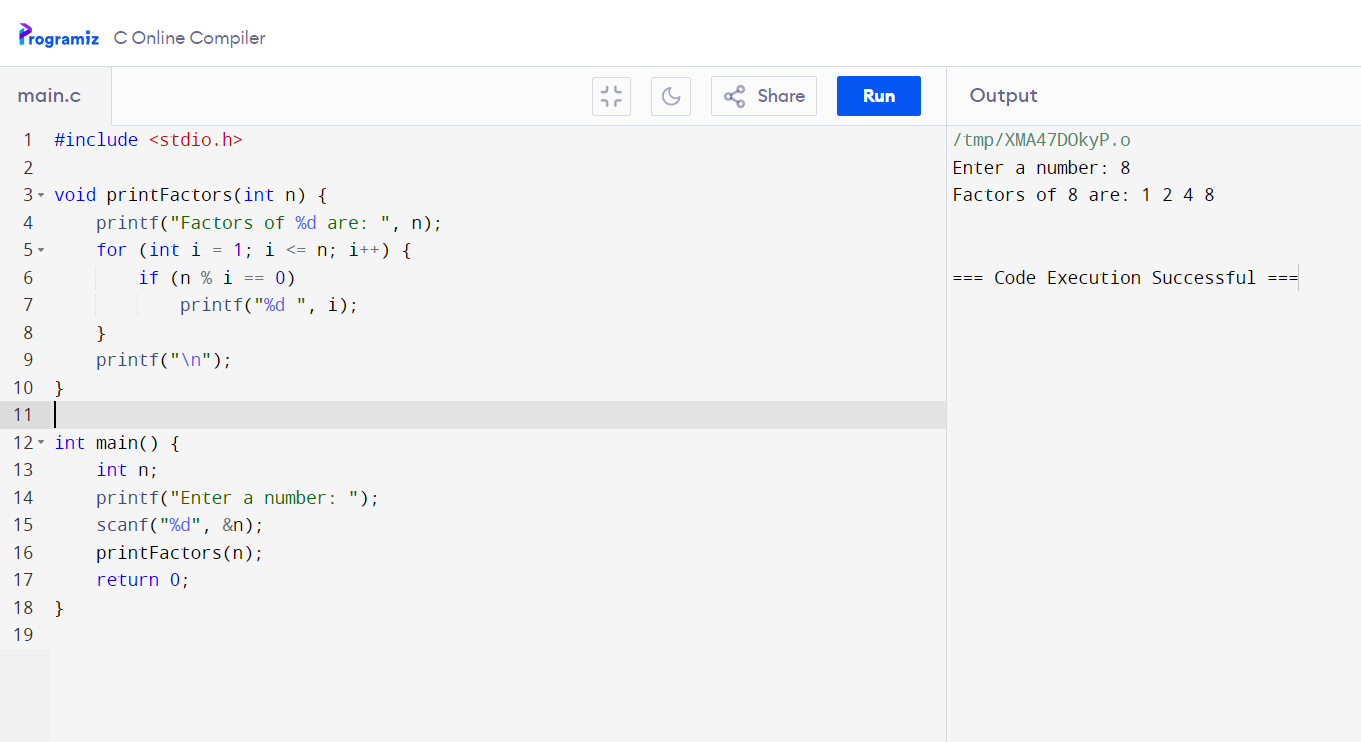 Programiz C Online Compiler
main.c
Share
Run
Output
1 #include <stdio.h>
2
3 void printFactors(int n) {
4     printf("Factors of %d are: ", n);
5     for (int i = 1; i <= n; i++) {
6         if (n % i == 0)
7             printf("%d ", i);
8     }
9     printf("\n");
10 }
11
12 int main() {
13     int n;
14     printf("Enter a number: ");
15     scanf("%d", &n);
16     printFactors(n);
17     return 0;
18 }
19
/tmp/XMA47DOkyP.o
Enter a number: 8
Factors of 8 are: 1 2 4 8
=== Code Execution Successful ===